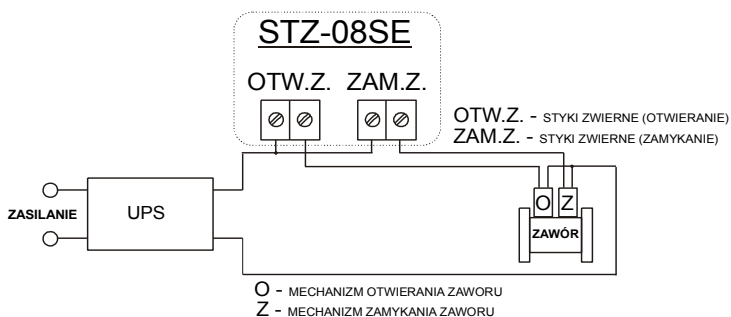 STZ-08SE
OTW.Z. ZAM.Z.
OTW.Z. - STYKI ZWIERNE (OTWIERANIE)
ZAM.Z. - STYKI ZWIERNE (ZAMYKANIE)
ZASILANIE
UPS
O Z
ZAWÓR
O - MECHANIZM OTWIERANIA ZAWORU
Z - MECHANIZM ZAMYKANIA ZAWORU